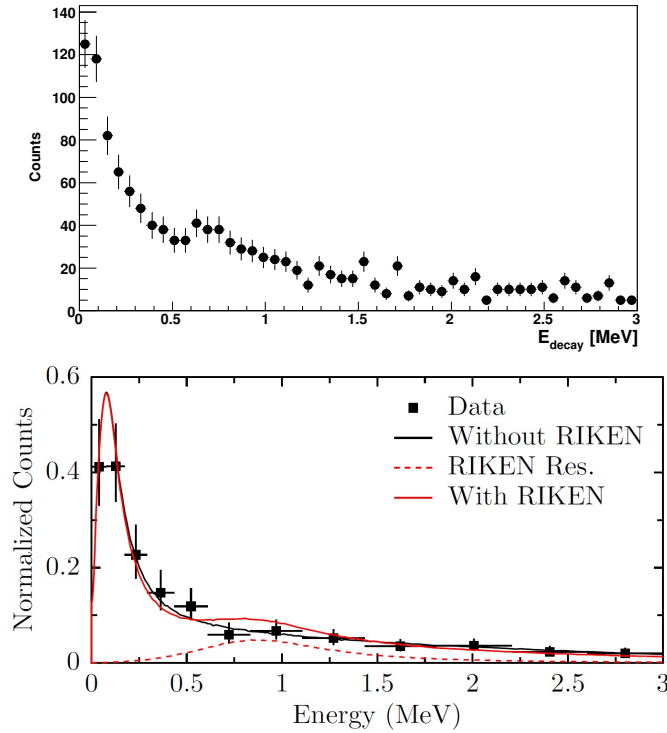 140
120
100
80
60
40
20
0
Counts
0 0.5 1 1.5 2 2.5 3
E_decay [MeV]
0.6
0.4
0.2
0
Normalized Counts
Data
Without RIKEN
RIKEN Res.
With RIKEN
0 0.5 1 1.5 2 2.5 3
Energy (MeV)